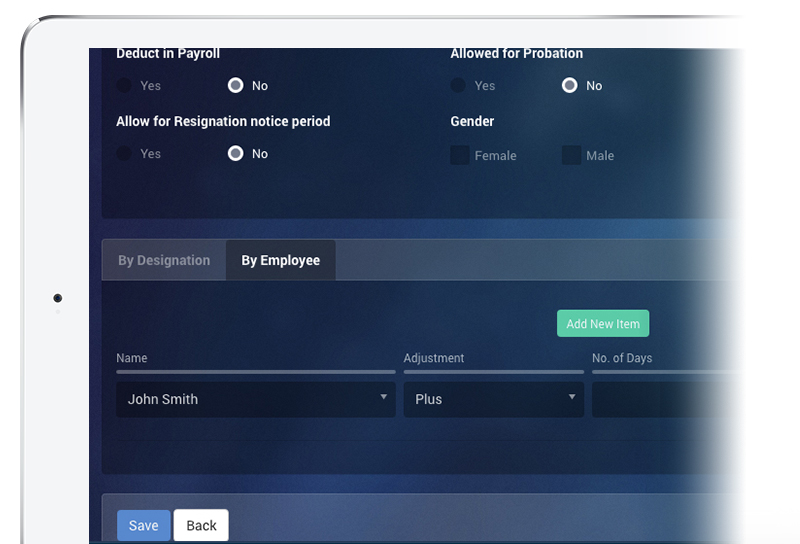 Deduct in Payroll
Allowed for Probation
Yes
No
Yes
No
Allow for Resignation notice period
Gender
Yes
No
Female
Male
By Designation
By Employee
Add New Item
Name
Adjustment
No. of Days
John Smith
Plus
Save
Back